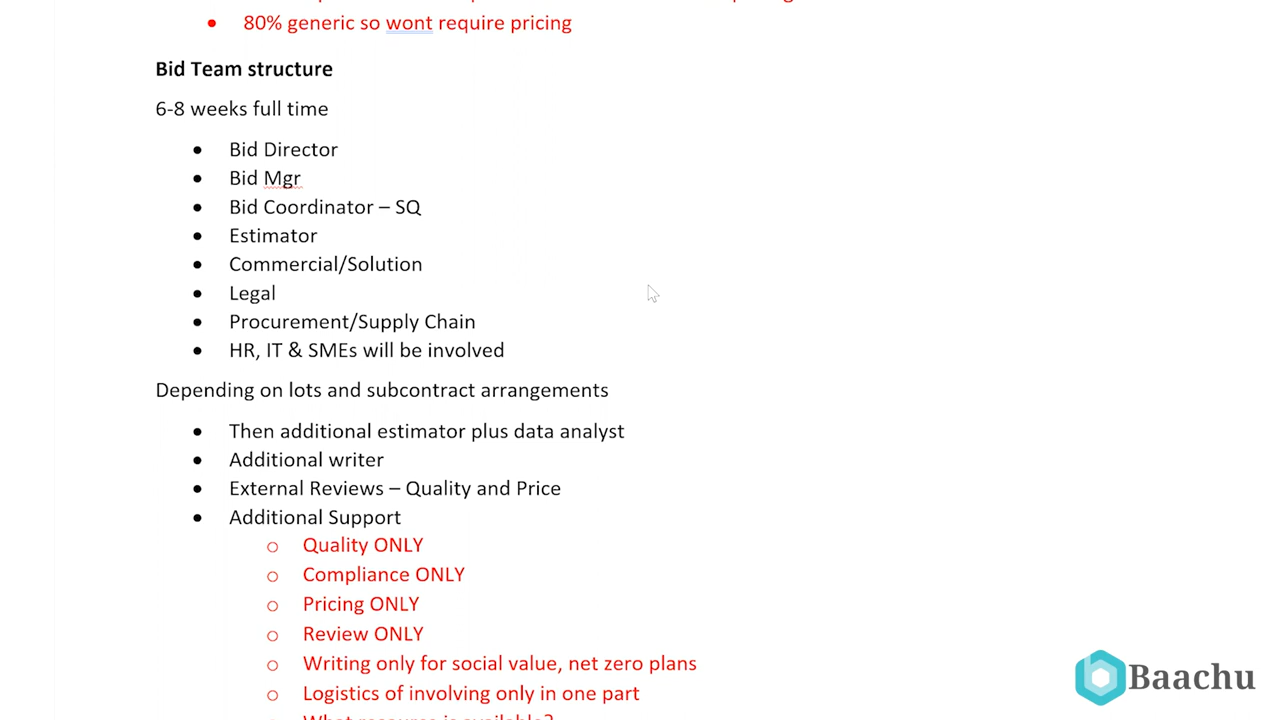 80% generic so wont require pricing
Bid Team structure
6-8 weeks full time
Bid Director
Bid Mgr
Bid Coordinator – SQ
Estimator
Commercial/Solution
Legal
Procurement/Supply Chain
HR, IT & SMEs will be involved
Depending on lots and subcontract arrangements
Then additional estimator plus data analyst
Additional writer
External Reviews – Quality and Price
Additional Support
Quality ONLY
Compliance ONLY
Pricing ONLY
Review ONLY
Writing only for social value, net zero plans
Logistics of involving only in one part
What resource is available?
Baachu